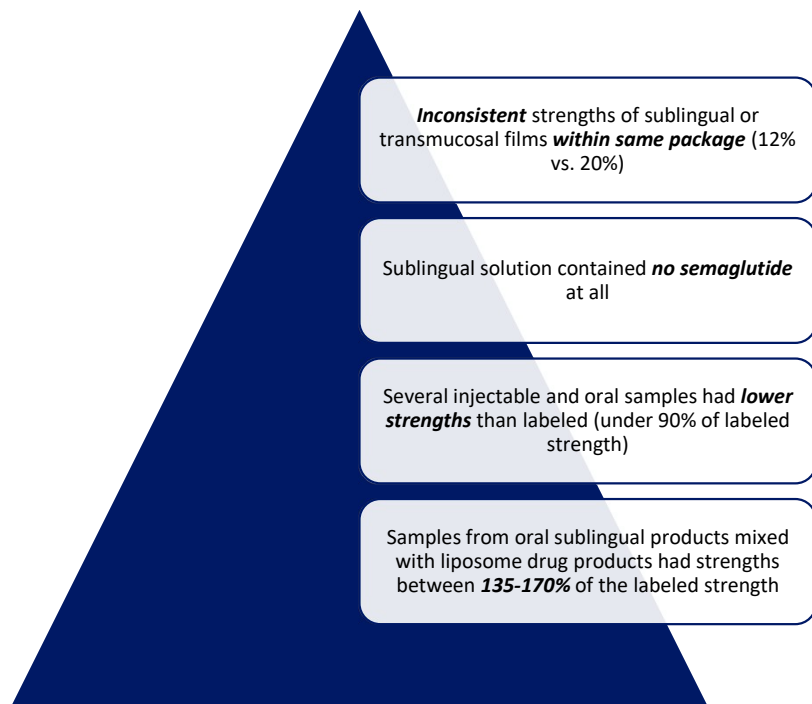 Inconsistent strengths of sublingual or
transmucosal films within same package (12%
vs. 20%)
Sublingual solution contained no semaglutide
at all
Several injectable and oral samples had lower
strengths than labeled (under 90% of labeled
strength)
Samples from oral sublingual products mixed
with liposome drug products had strengths
between 135-170% of the labeled strength